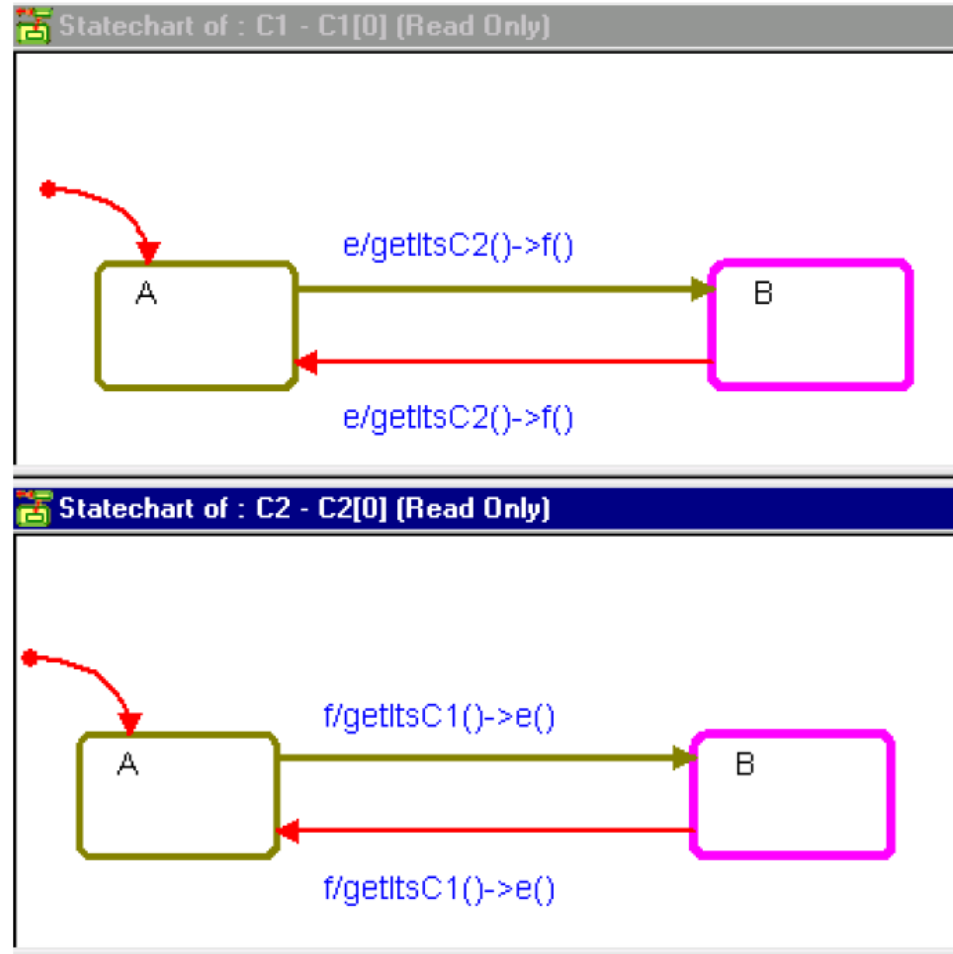 Statechart of : C1 - C1[0] (Read Only)
e/getItsC2()->f()
A
B
e/getItsC2()->f()
Statechart of : C2 - C2[0] (Read Only)
f/getItsC1()->e()
A
B
f/getItsC1()->e()